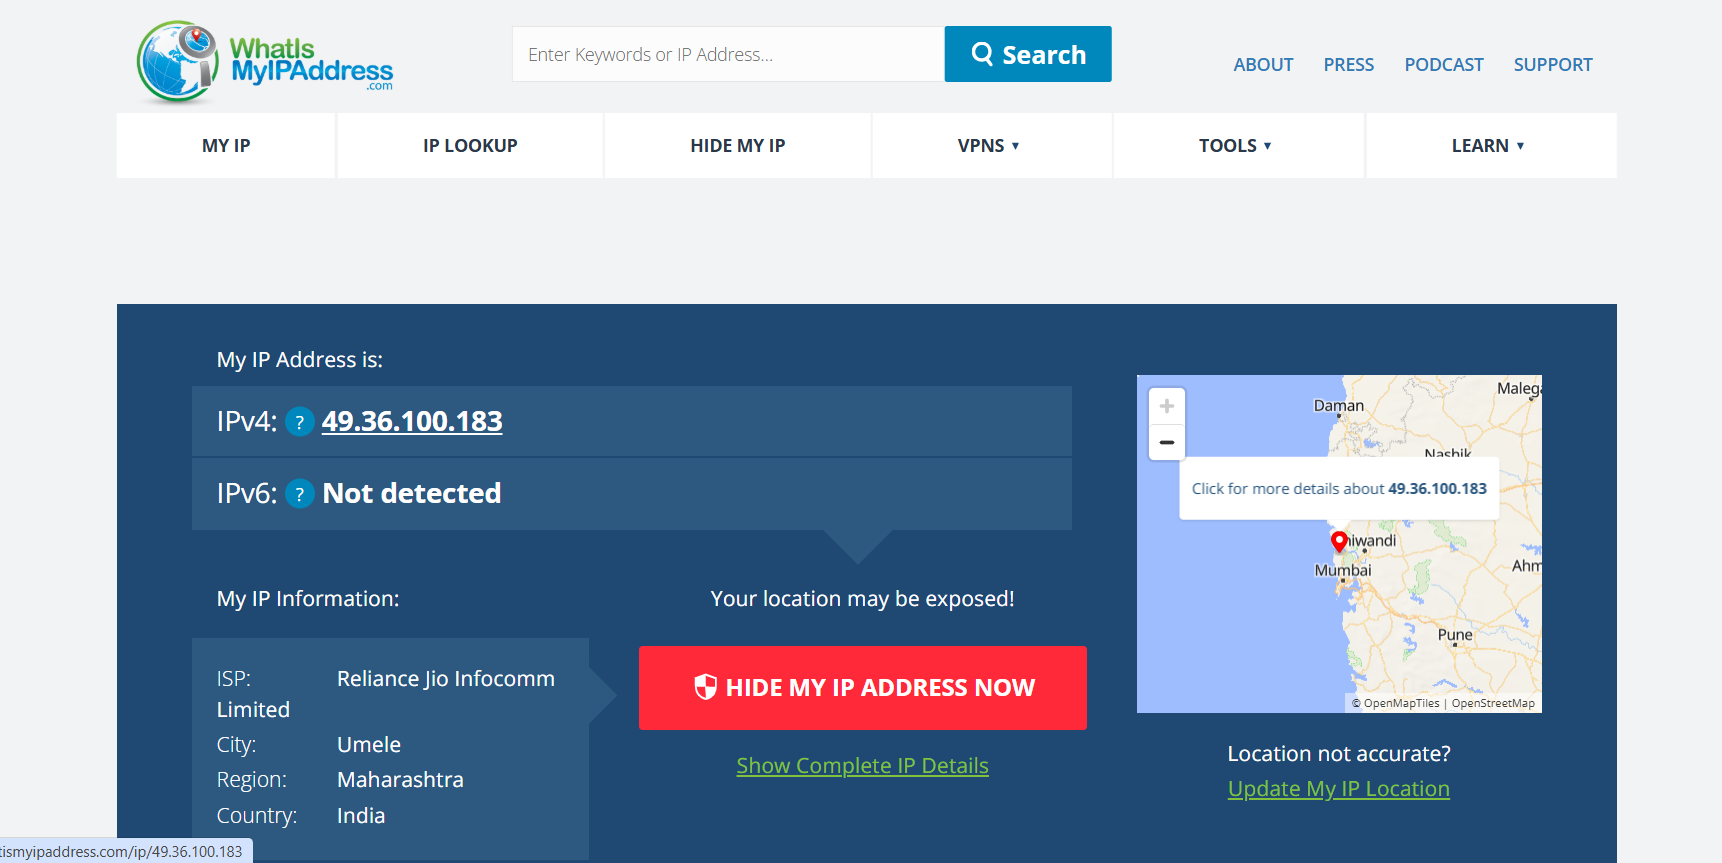 WhatIs
MyIPAddress
.com
Enter Keywords or IP Address...
Search
ABOUT PRESS PODCAST SUPPORT
MY IP IP LOOKUP HIDE MY IP VPNS ▼ TOOLS ▼ LEARN ▼
My IP Address is:
IPv4: ? 49.36.100.183
IPv6: ? Not detected
My IP Information:
ISP: Reliance Jio Infocomm
Limited
City: Umele
Region: Maharashtra
Country: India
Your location may be exposed!
HIDE MY IP ADDRESS NOW
Show Complete IP Details
+
−
Daman
Nashik
Click for more details about 49.36.100.183
hiwandi
Mumbai
Pune
© OpenMapTiles | OpenStreetMap
Location not accurate?
Update My IP Location
tismyipaddress.com/ip/49.36.100.183